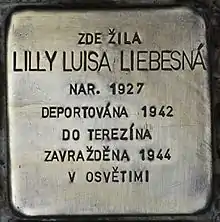 ZDE ŽILA
LILLY LUISA LIEBESNÁ
NAR. 1927
DEPORTOVÁNA 1942
DO TEREZÍNA
ZAVRAŽDĚNA 1944
V OSVĚTIMI